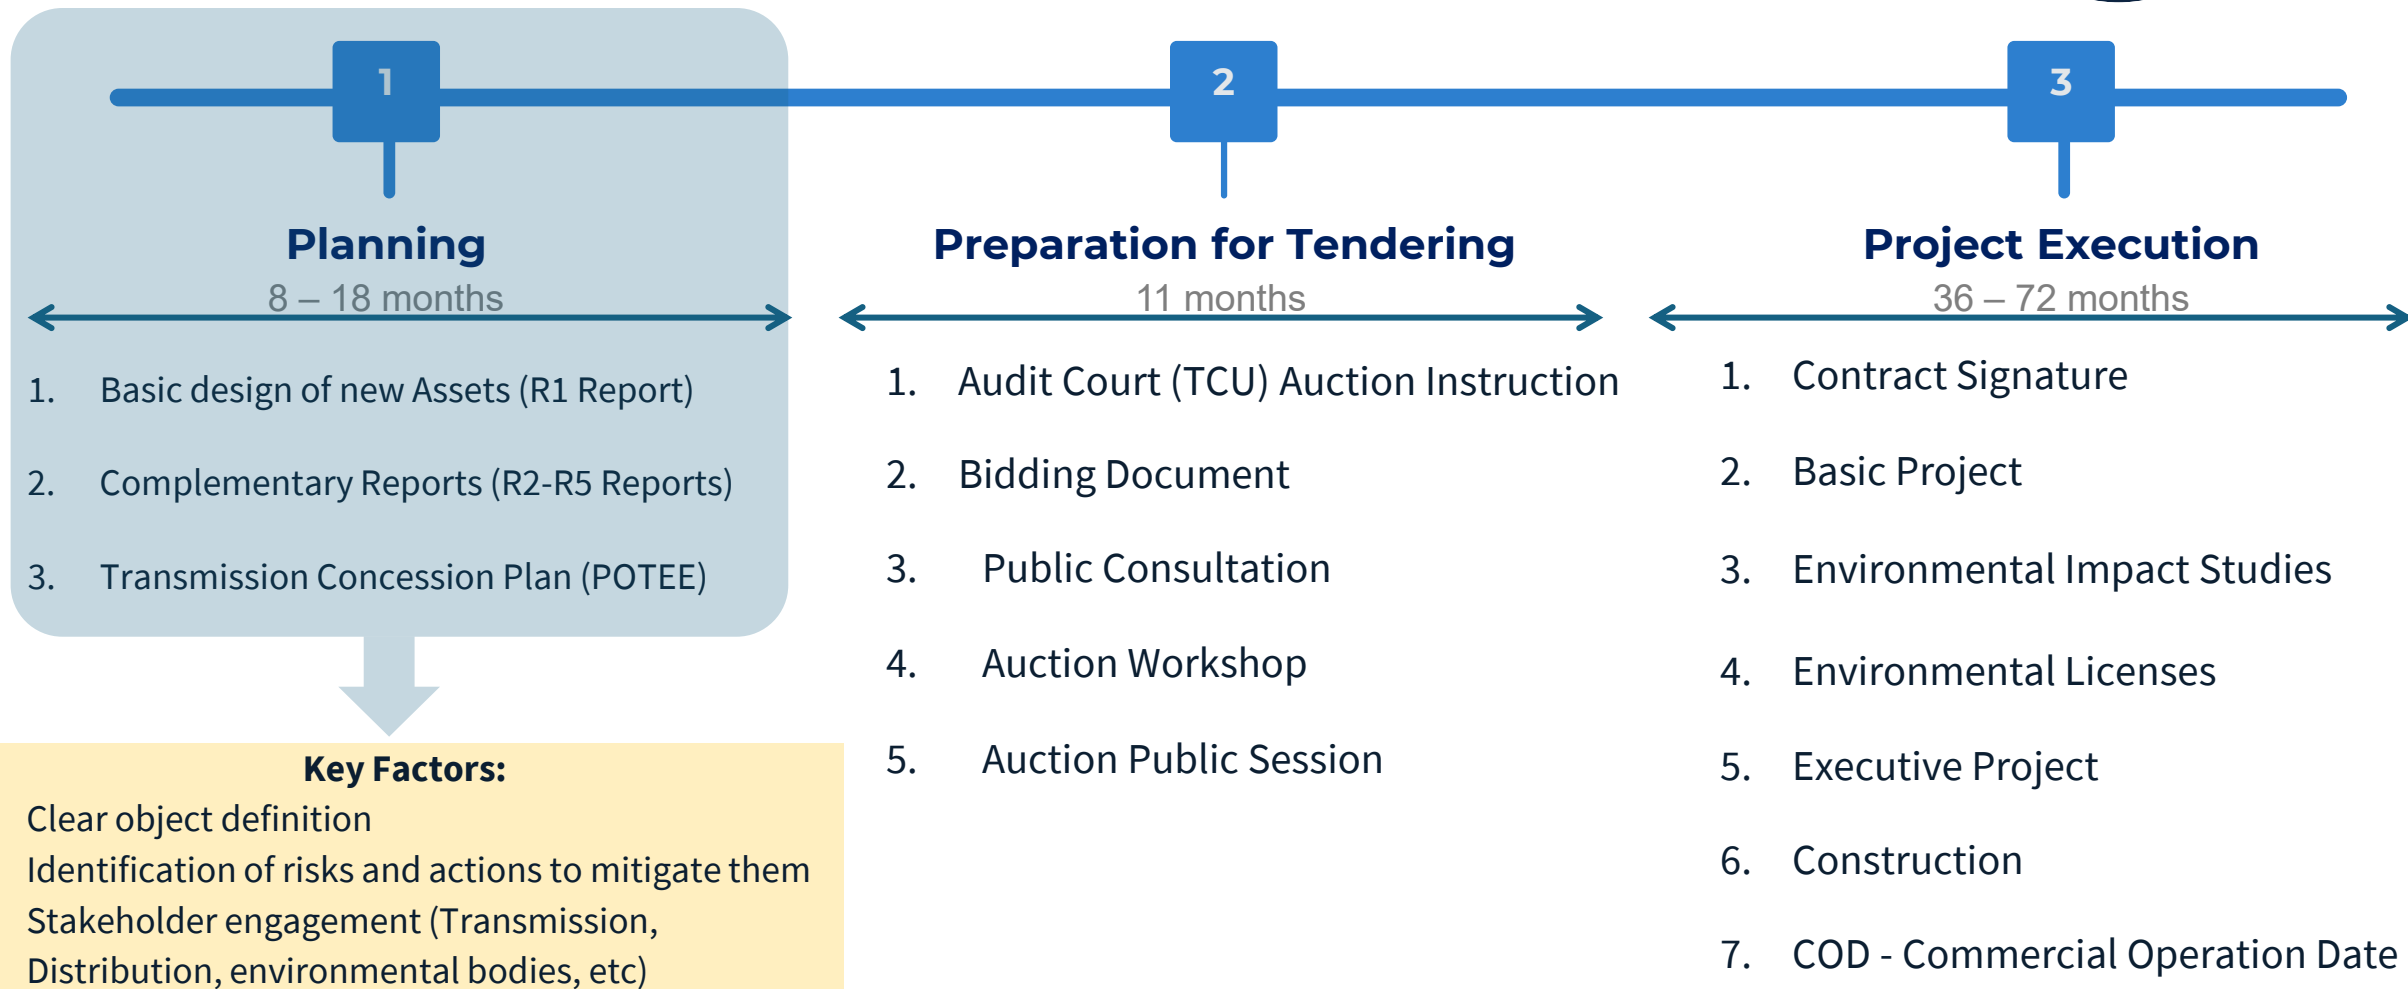 1
2
3
Planning
8 – 18 months
1. Basic design of new Assets (R1 Report)
2. Complementary Reports (R2-R5 Reports)
3. Transmission Concession Plan (POTEE)
Key Factors:
Clear object definition
Identification of risks and actions to mitigate them
Stakeholder engagement (Transmission,
Distribution, environmental bodies, etc)
Preparation for Tendering
11 months
1. Audit Court (TCU) Auction Instruction
2. Bidding Document
3. Public Consultation
4. Auction Workshop
5. Auction Public Session
Project Execution
36 – 72 months
1. Contract Signature
2. Basic Project
3. Environmental Impact Studies
4. Environmental Licenses
5. Executive Project
6. Construction
7. COD - Commercial Operation Date